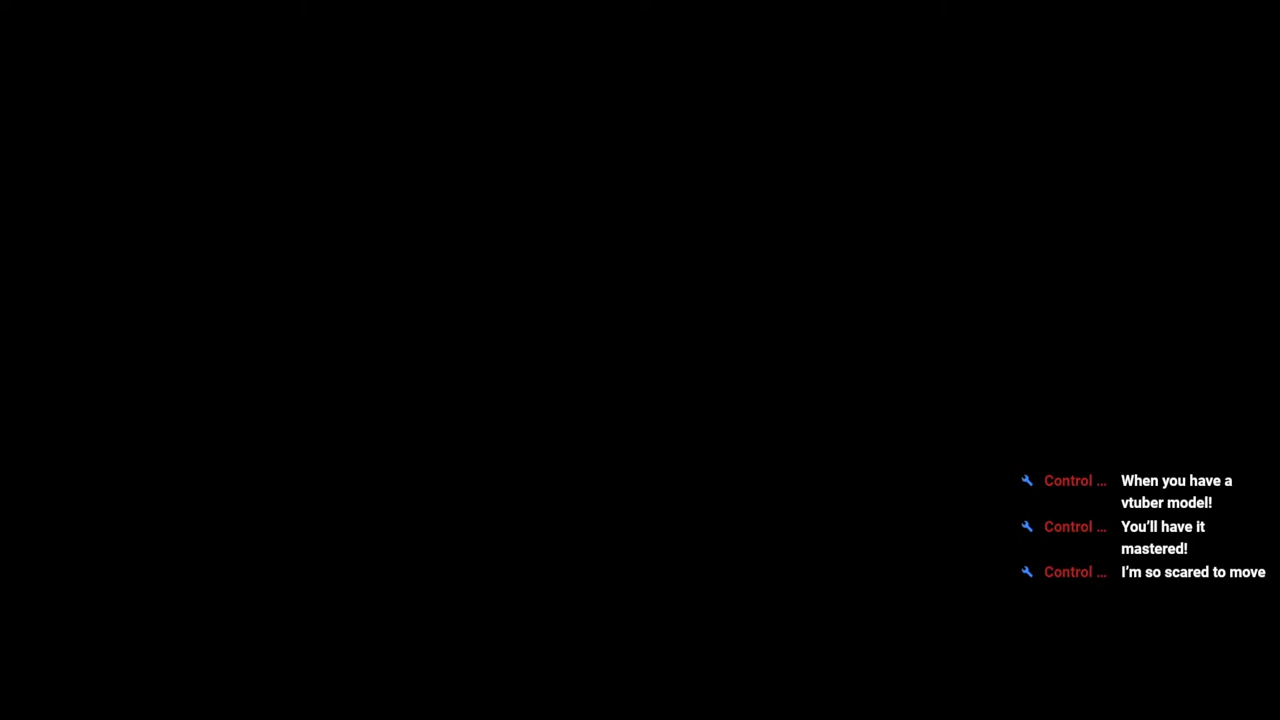 Control ... When you have a
vtuber model!
Control ... You'll have it
mastered!
Control ... I'm so scared to move